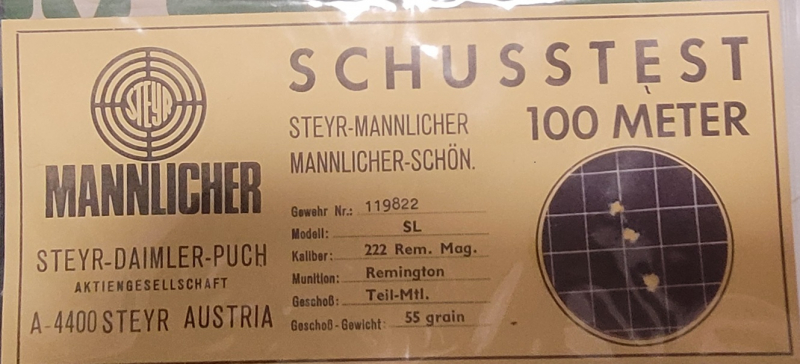 STEYR
MANNLICHER
STEYR-DAIMLER-PUCH
AKTIENGESELLSCHAFT
A-4400 STEYR AUSTRIA
SCHUSSTEST
100 METER
STEYR-MANNLICHER
MANNLICHER-SCHÖN.
Gewehr Nr.: 119822
Modell: SL
Kaliber: 222 Rem. Mag.
Munition: Remington
Geschoß: Teil-Mtl.
Geschoß-Gewicht: 55 grain